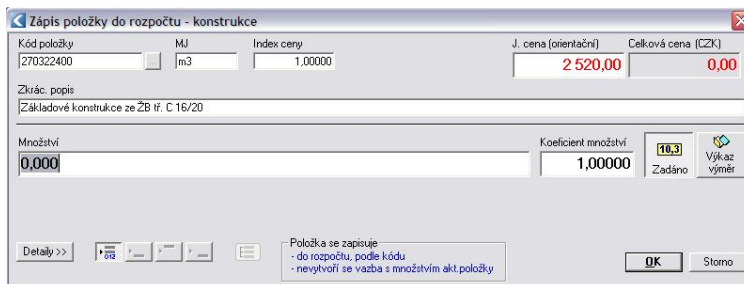 Zápis položky do rozpočtu - konstrukce
Kód položky MJ Index ceny J. cena (orientační) Celková cena (CZK)
270322400 ... m3 1,00000 2 520,00 0,00
Zkrác. popis
Základové konstrukce ze ŽB tř. C 16/20
Množství Koeficient množství
0,000 1,00000
10,3 Zadáno
Výkaz výměr
Detaily >>
012
Položka se zapisuje
- do rozpočtu, podle kódu
- nevytvoří se vazba s množstvím akt.položky
OK Storno